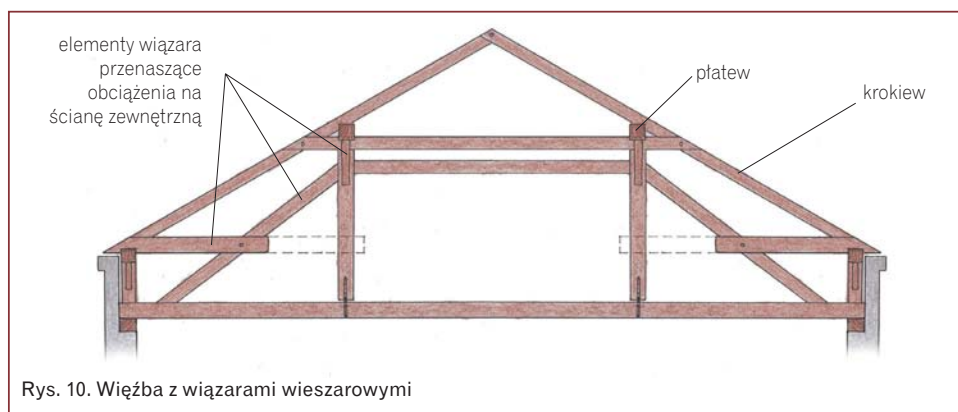 elementy wiązara
przenaszące
obciążenia na
ścianę zewnętrzną
płatew
krokiew
Rys. 10. Więźba z wiązarami wieszarowymi